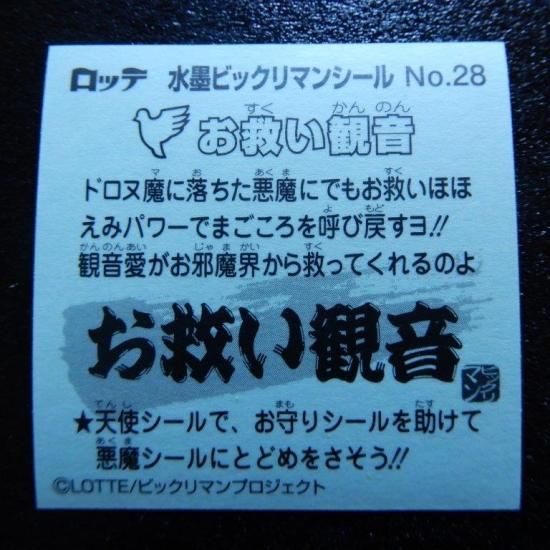 ロッテ 水墨ビックリマンシール No.28
お救い観音
ドロヌ魔に落ちた悪魔にでもお救いほほ
えみパワーでまごころを呼び戻すヨ!!
観音愛がお邪魔界から救ってくれるのよ
お救い観音
ビックリマン
★天使シールで、お守りシールを助けて
悪魔シールにとどめをさそう!!
©LOTTE/ビックリマンプロジェクト